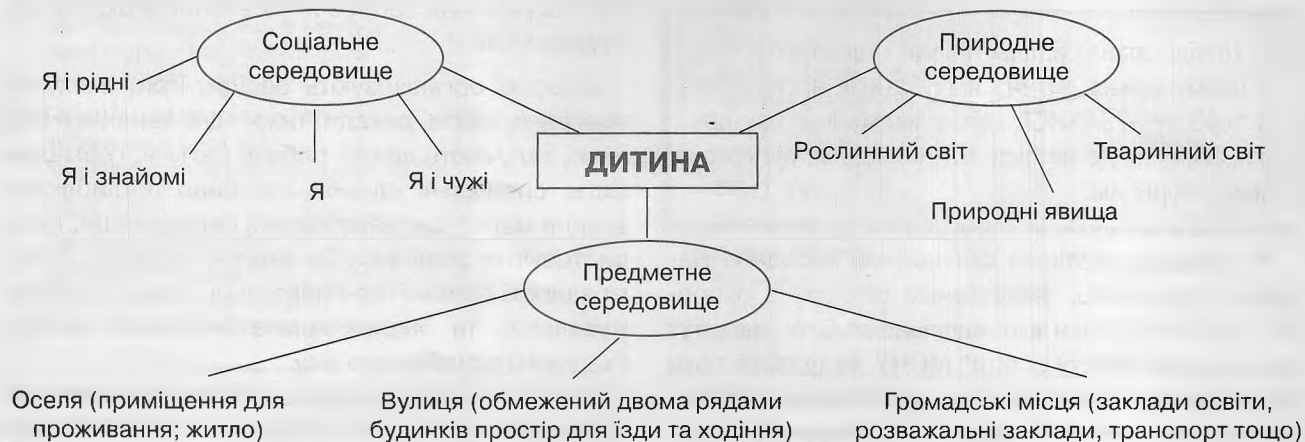 Соціальне
середовище
Природне
середовище
Я і рідні
ДИТИНА
Рослинний світ
Тваринний світ
Я і знайомі
Я
Я і чужі
Природні явища
Предметне
середовище
Оселя (приміщення для
проживання; житло)
Вулиця (обмежений двома рядами
будинків простір для їзди та ходіння)
Громадські місця (заклади освіти,
розважальні заклади, транспорт тощо)